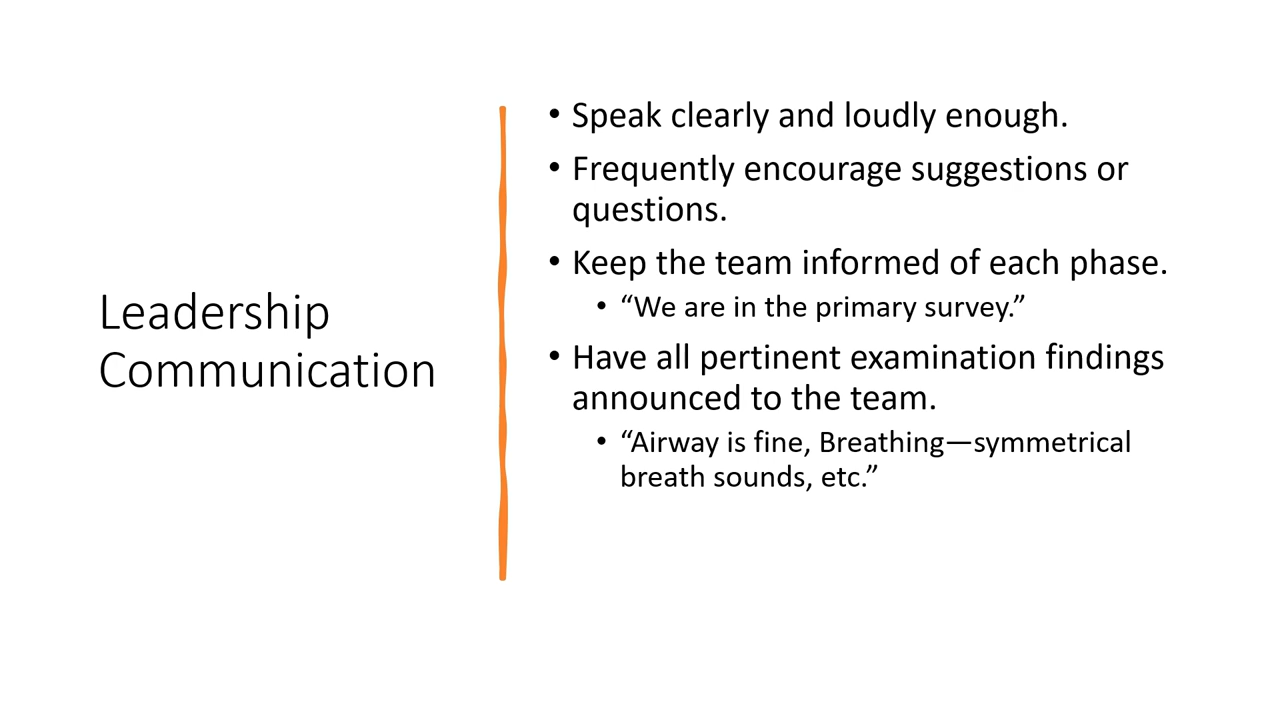 Leadership
Communication
• Speak clearly and loudly enough.
• Frequently encourage suggestions or
questions.
• Keep the team informed of each phase.
• “We are in the primary survey.”
• Have all pertinent examination findings
announced to the team.
• “Airway is fine, Breathing—symmetrical
breath sounds, etc.”